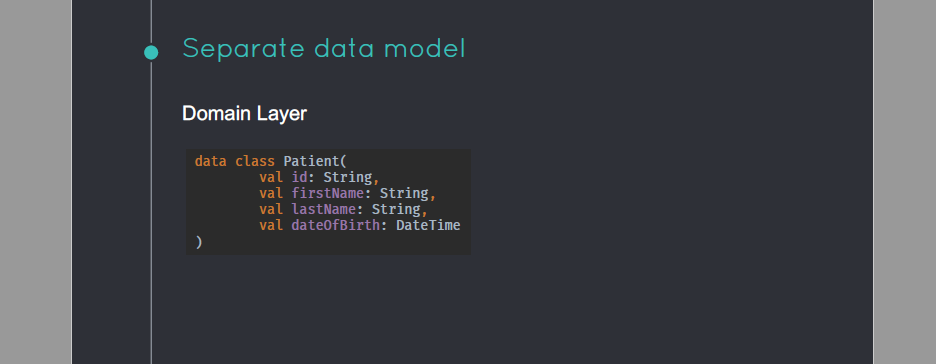 Separate data model
Domain Layer
data class Patient(
        val id: String,
        val firstName: String,
        val lastName: String,
        val dateOfBirth: DateTime
)